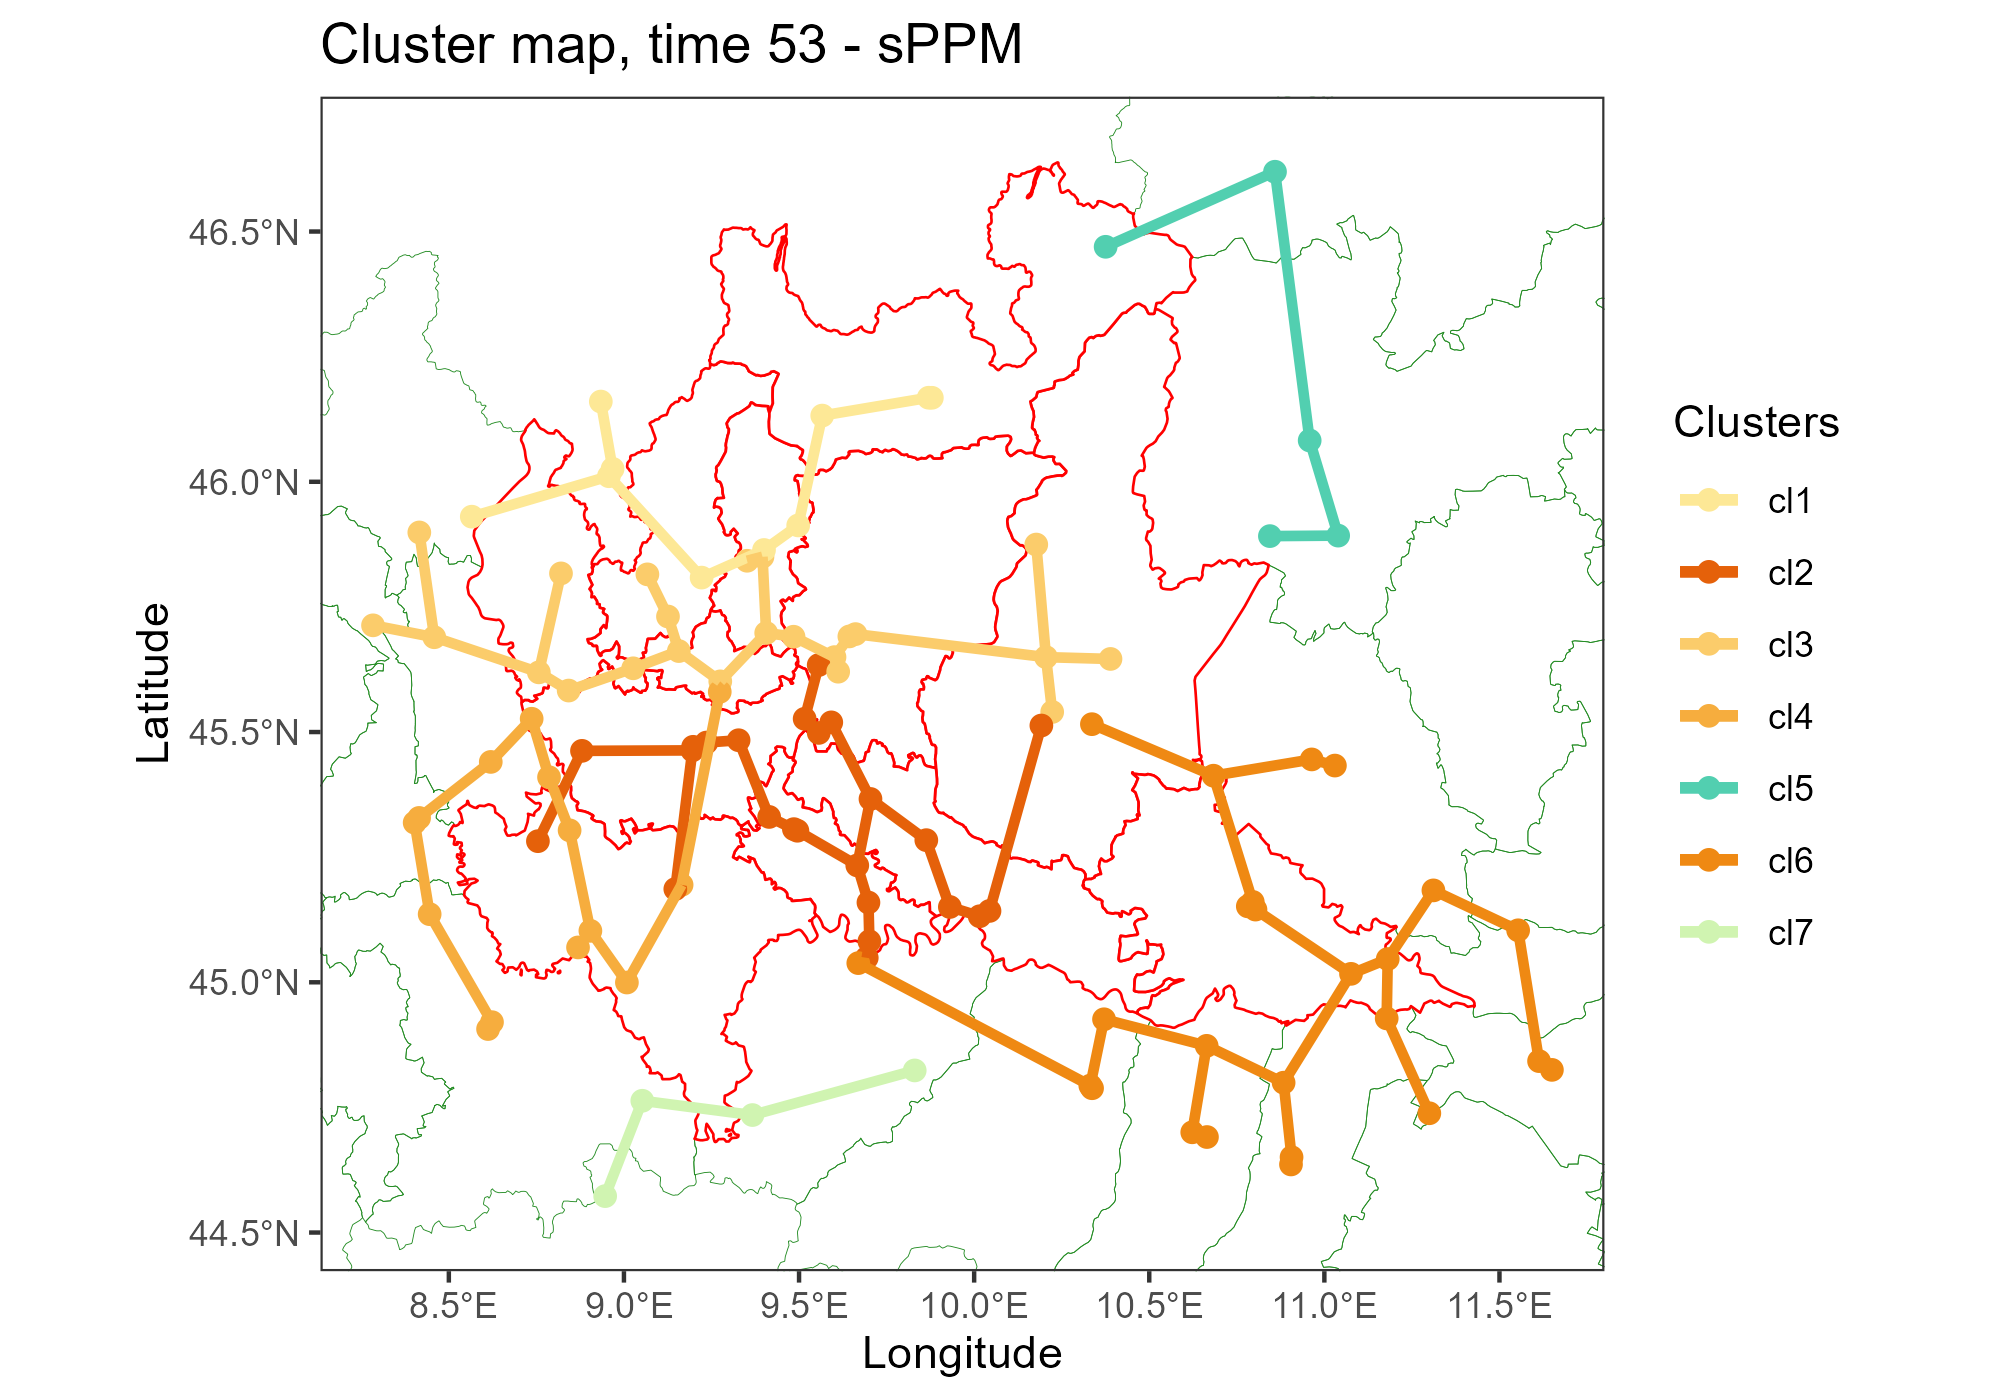 Cluster map, time 53 - sPPM
46.5°N
46.0°N
45.5°N
45.0°N
44.5°N
Latitude
8.5°E 9.0°E 9.5°E 10.0°E 10.5°E 11.0°E 11.5°E
Longitude
Clusters
cl1
cl2
cl3
cl4
cl5
cl6
cl7